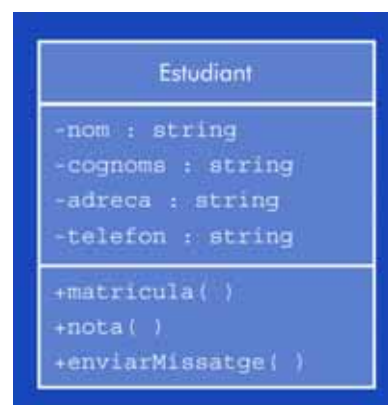 Estudiant
-nom : string
-cognoms : string
-adreca : string
-telefon : string
+matricula( )
+nota( )
+enviarMissatge( )